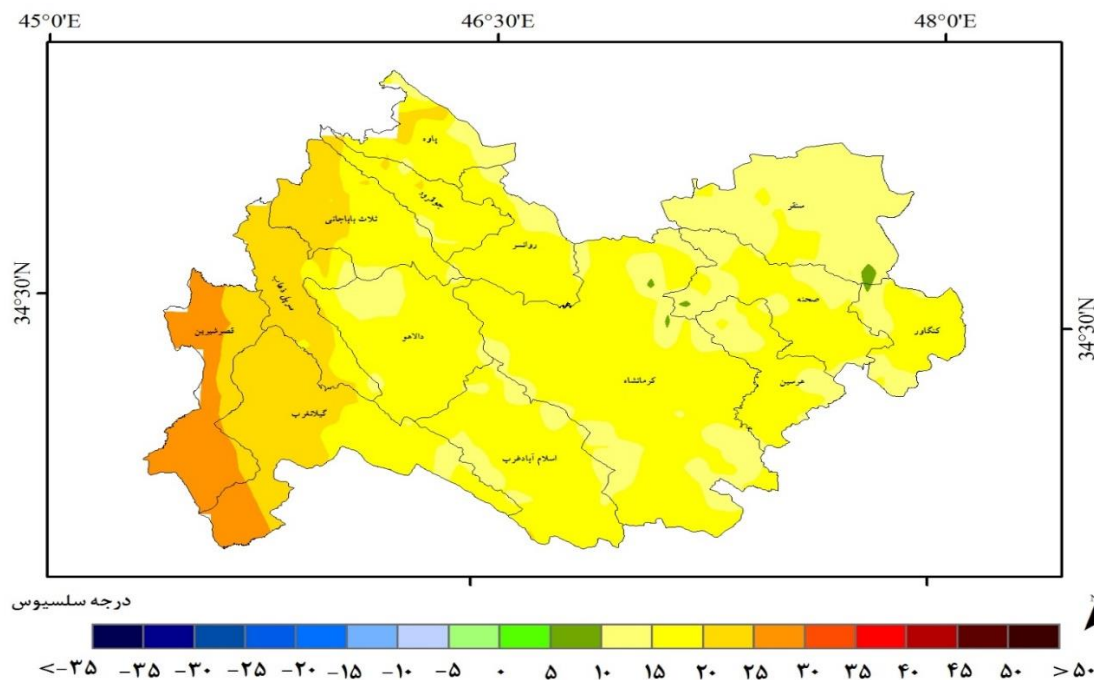 45°0'E 46°30'E 48°0'E
پاوه
جوانرود
سنقر
ثلاث باباجانی
روانسر
34°30'N
سرپل ذهاب
صحنه
34°30'N
قصرشیرین
دالاهو
کنگاور
کرمانشاه
هرسین
گیلانغرب
اسلام آبادغرب
درجه سلسیوس
N
<-۳۵ -۳۵ -۳۰ -۲۵ -۲۰ -۱۵ -۱۰ -۵ ۰ ۵ ۱۰ ۱۵ ۲۰ ۲۵ ۳۰ ۳۵ ۴۰ ۴۵ ۵۰ >۵۰